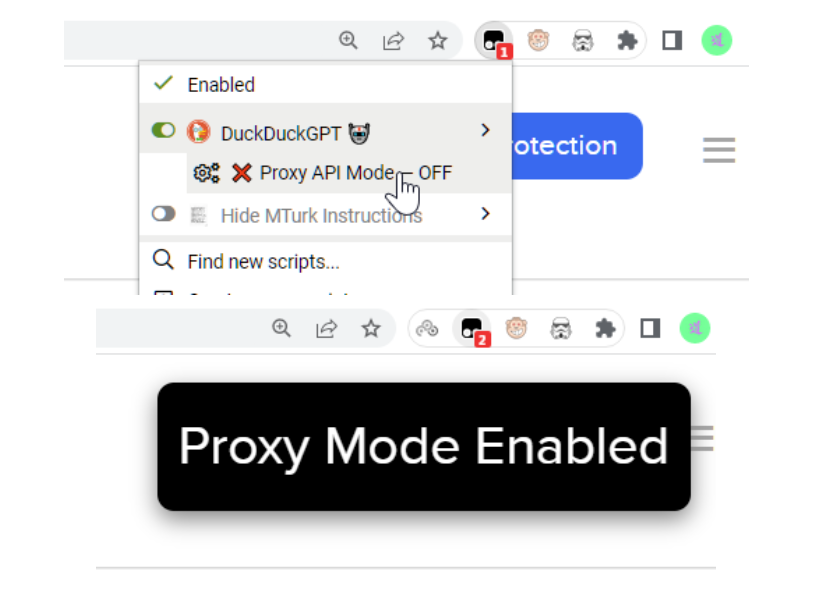 1
Enabled
DuckDuckGPT
otection
Proxy API Mode – OFF
Hide MTurk Instructions
Find new scripts...
2
Proxy Mode Enabled